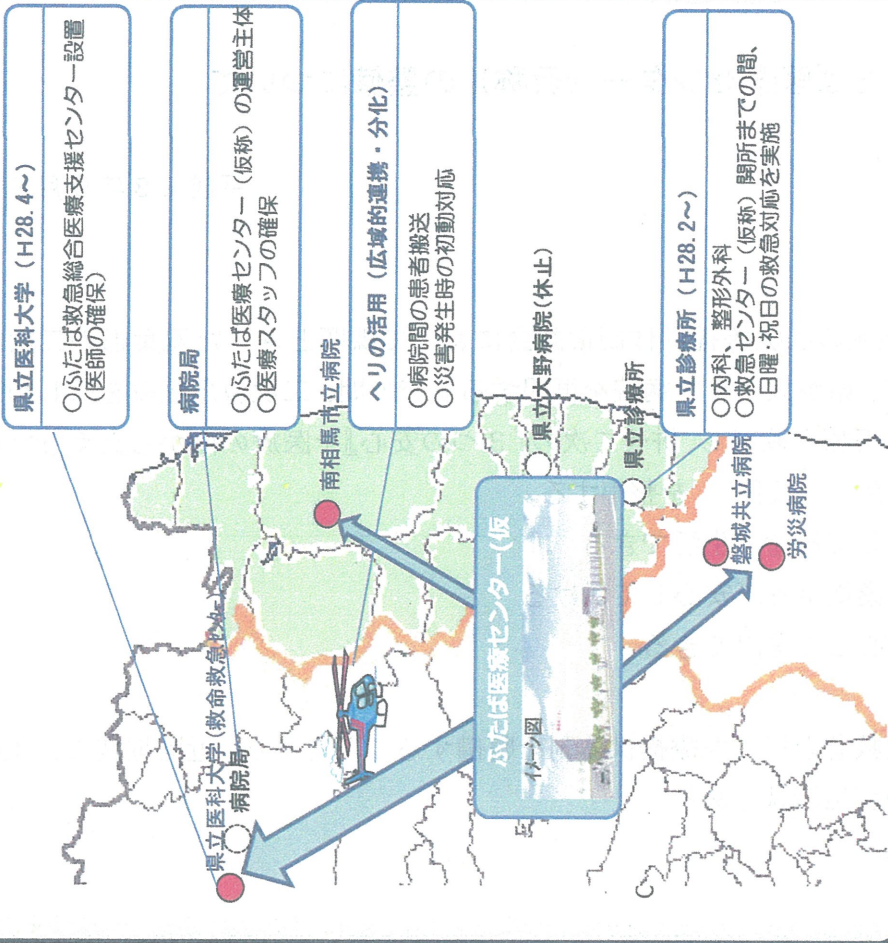 県立医科大学（H28.4～）
○ふたば救急総合医療支援センター設置
（医師の確保）
病院局
○ふたば医療センター（仮称）の運営主体
○医療スタッフの確保
ヘリの活用（広域的連携・分化）
○病院間の患者搬送
○災害発生時の初動対応
県立診療所（H28.2～）
○内科、整形外科
○救急センター（仮称）開所までの間、
日曜・祝日の救急対応を実施
県立医科大学（救命救急センター）
病院局
南相馬市立病院
県立大野病院（休止）
県立診療所
ふたば医療センター（仮
イメージ図
磐城共立病院
労災病院